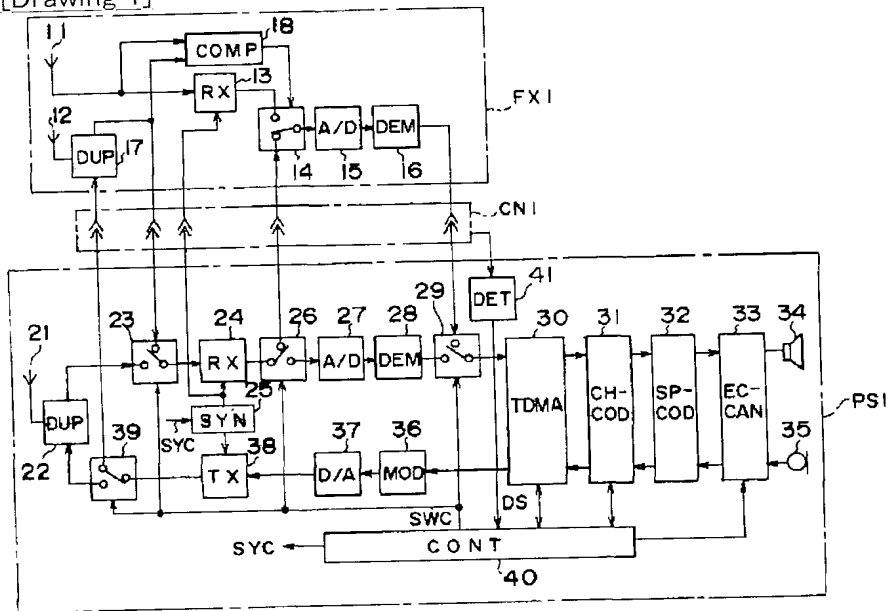 [Drawing 1]
11
18
COMP
13
RX
12
17
DUP
14
A/D
15
DEM
16
FX1
CN1
41
DET
21
23
24
RX
26
27
A/D
28
DEM
29
30
TDMA
31
CH-COD
32
SP-COD
33
EC-CAN
34
SYN
25
SYC
DUP
22
39
38
TX
37
D/A
36
MOD
35
PS1
SWC
DS
SYC
CONT
40